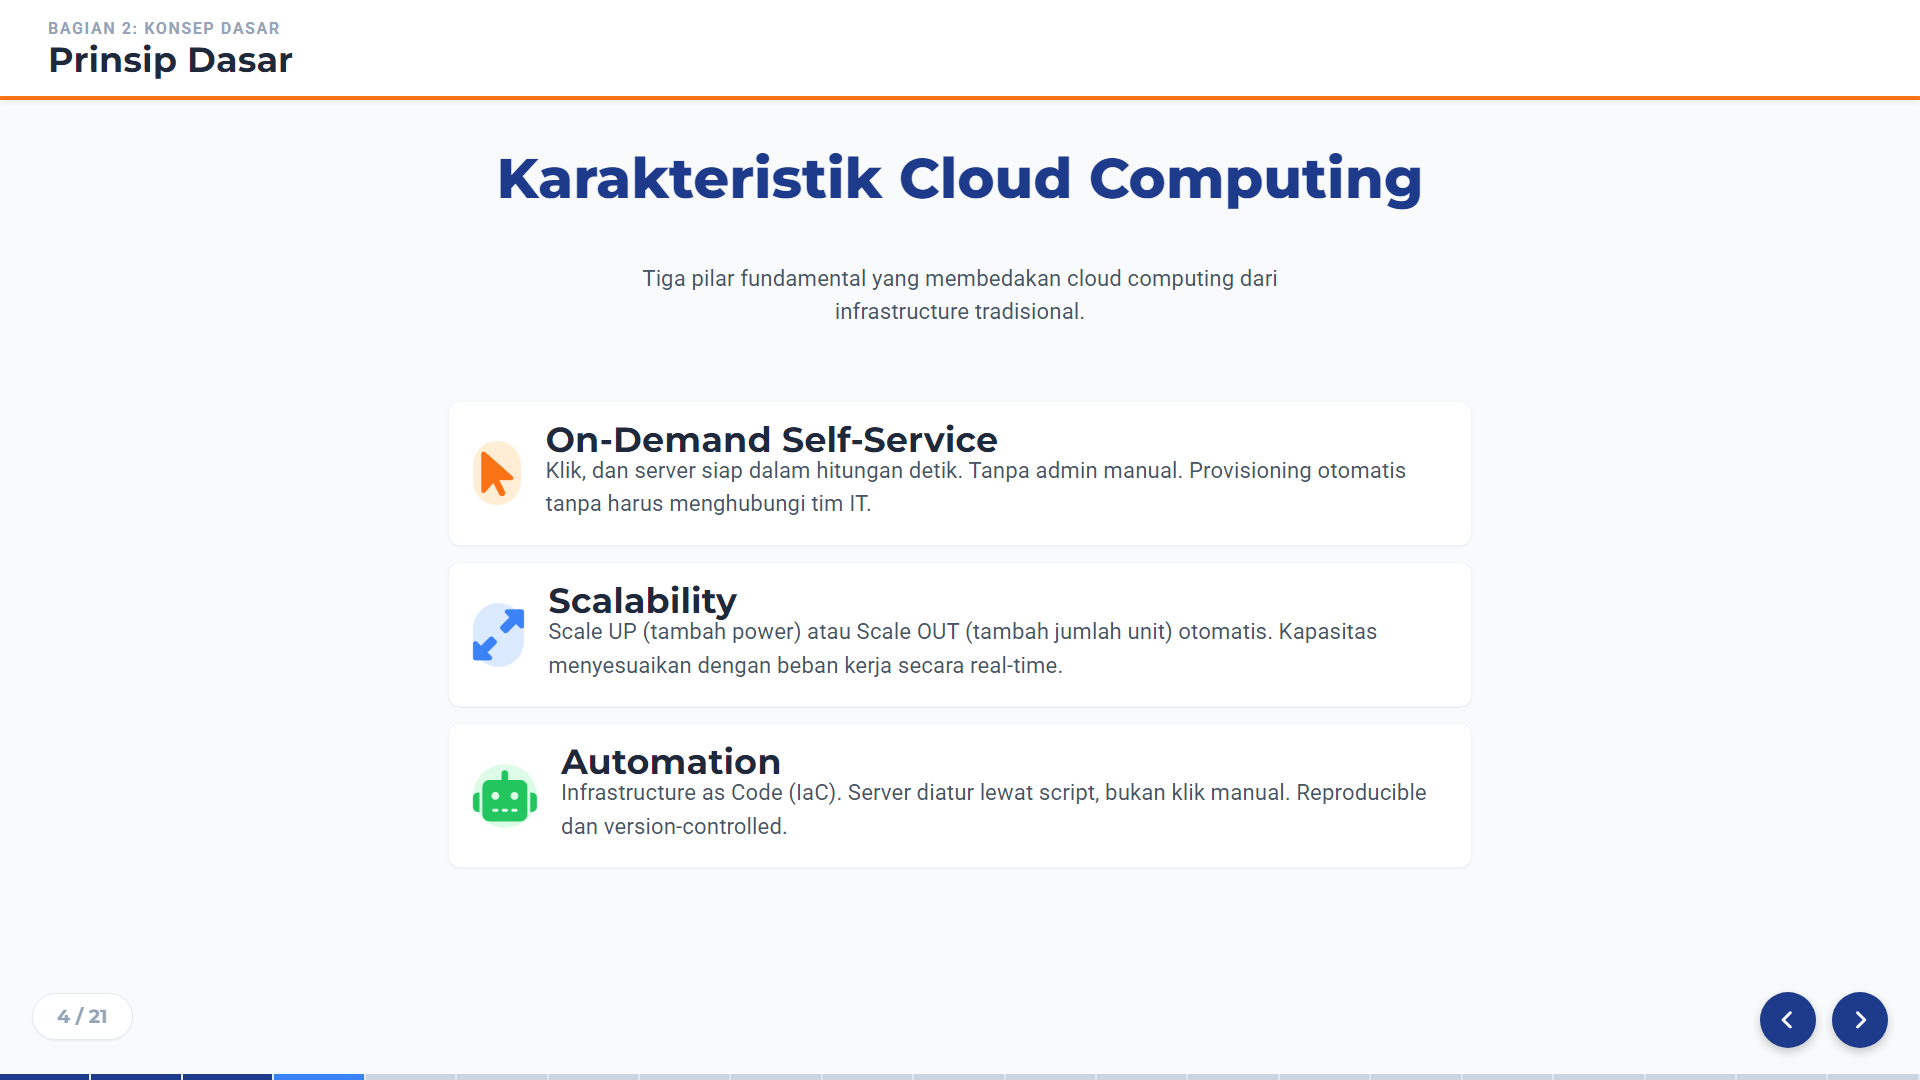 BAGIAN 2: KONSEP DASAR
Prinsip Dasar
Karakteristik Cloud Computing
Tiga pilar fundamental yang membedakan cloud computing dari
infrastructure tradisional.
On-Demand Self-Service
Klik, dan server siap dalam hitungan detik. Tanpa admin manual. Provisioning otomatis
tanpa harus menghubungi tim IT.
Scalability
Scale UP (tambah power) atau Scale OUT (tambah jumlah unit) otomatis. Kapasitas
menyesuaikan dengan beban kerja secara real-time.
Automation
Infrastructure as Code (IaC). Server diatur lewat script, bukan klik manual. Reproducible
dan version-controlled.
4 / 21